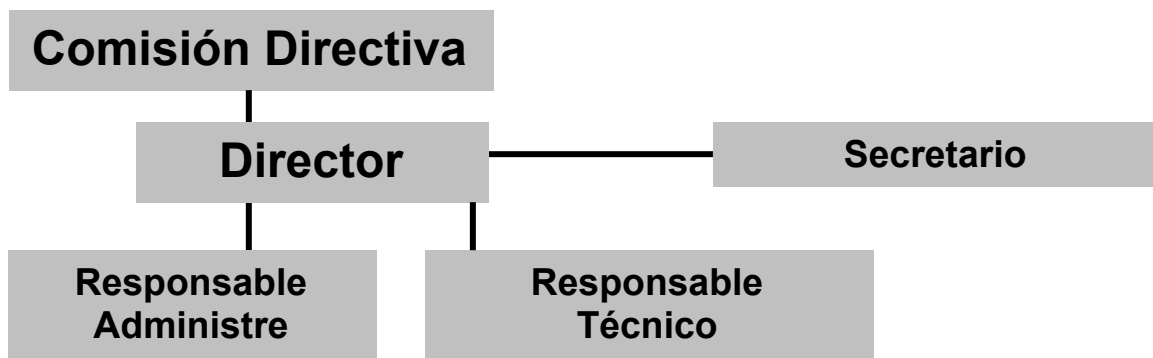 Comisión Directiva
Director
Secretario
Responsable
Administre
Responsable
Técnico